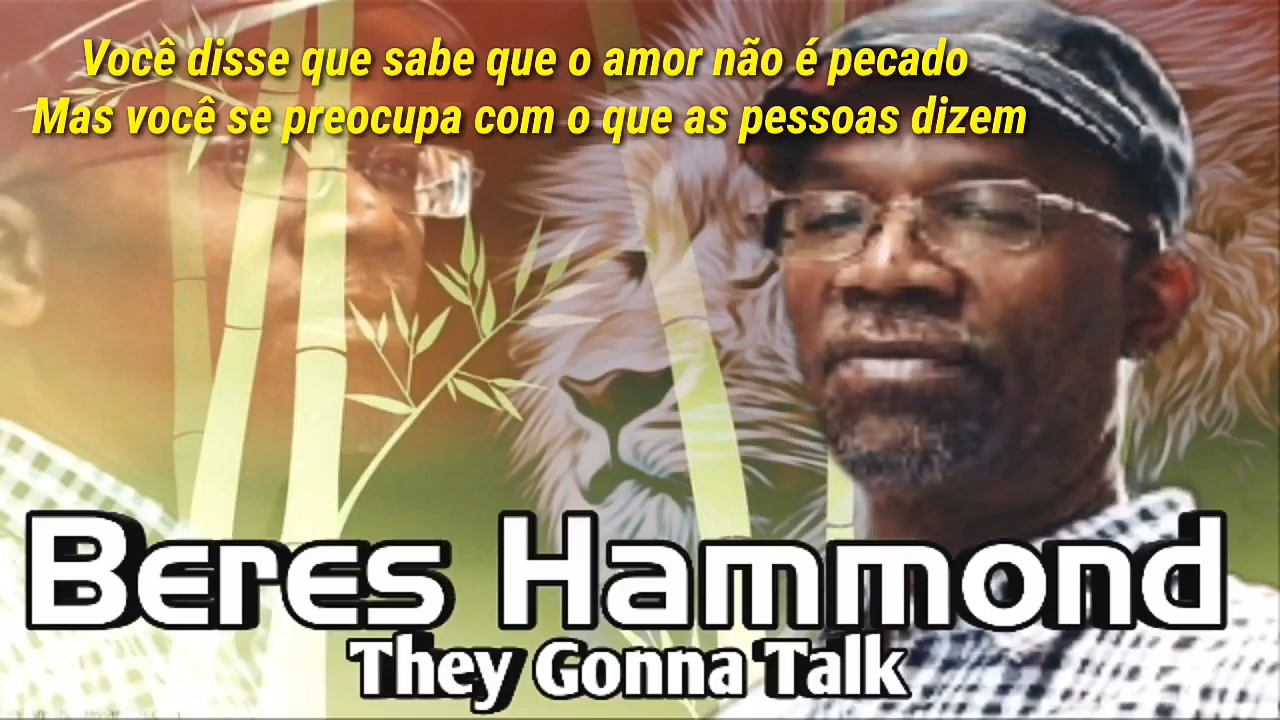 Você disse que sabe que o amor não é pecado
Mas você se preocupa com o que as pessoas dizem
Beres Hammond
They Gonna Talk